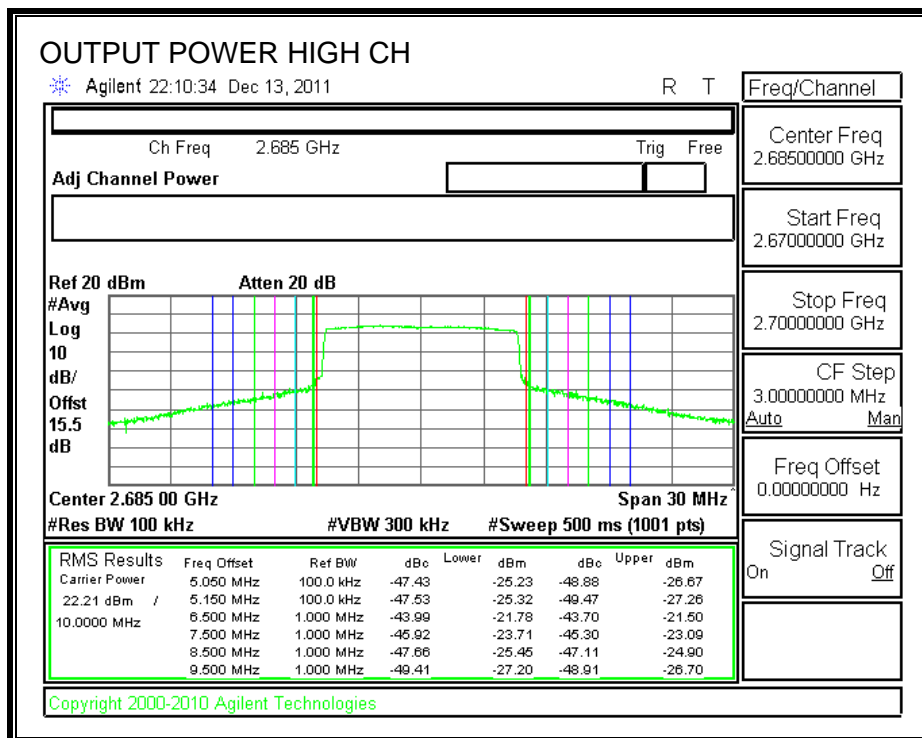 OUTPUT POWER HIGH CH
Agilent 22:10:34 Dec 13, 2011 R T
Freq/Channel
Ch Freq 2.685 GHz Trig Free
Adj Channel Power
Center Freq
2.68500000 GHz
Start Freq
2.67000000 GHz
Stop Freq
2.70000000 GHz
CF Step
3.00000000 MHz
Auto Man
Freq Offset
0.00000000 Hz
Signal Track
On Off
Ref 20 dBm Atten 20 dB
#Avg
Log
10
dB/
Offst
15.5
dB
Center 2.685 00 GHz Span 30 MHz^
#Res BW 100 kHz #VBW 300 kHz #Sweep 500 ms (1001 pts)
RMS Results Freq Offset Ref BW dBc Lower dBm dBc Upper dBm
Carrier Power 5.050 MHz 100.0 kHz -47.43 -25.23 -48.88 -26.67
22.21 dBm / 5.150 MHz 100.0 kHz -47.53 -25.32 -49.47 -27.26
10.0000 MHz 6.500 MHz 1.000 MHz -43.99 -21.78 -43.70 -21.50
7.500 MHz 1.000 MHz -45.92 -23.71 -45.30 -23.09
8.500 MHz 1.000 MHz -47.66 -25.45 -47.11 -24.90
9.500 MHz 1.000 MHz -49.41 -27.20 -48.91 -26.70
Copyright 2000-2010 Agilent Technologies